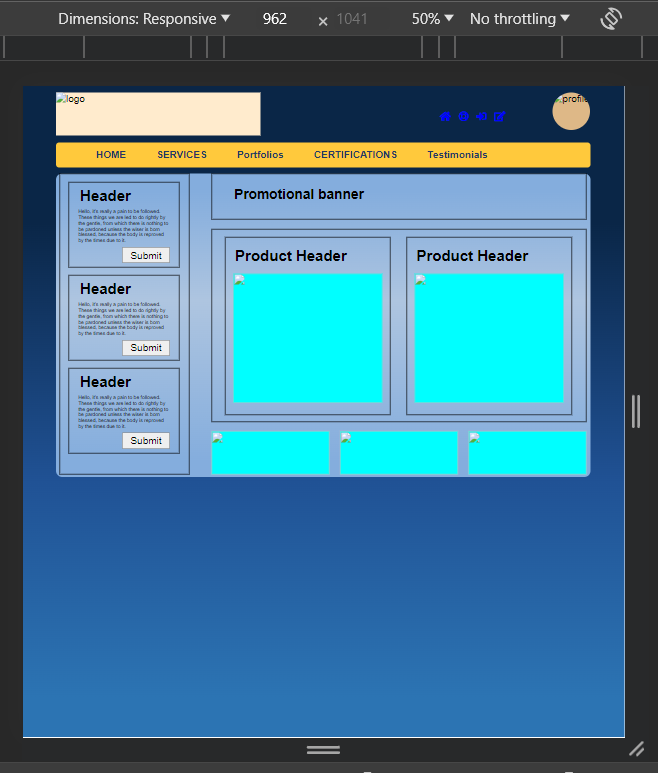 Dimensions: Responsive 962 × 1041 50% No throttling
logo
profile
HOME SERVICES Portfolios CERTIFICATIONS Testimonials
Header
Hello, it's really a pain to be followed.
These things we are led to do rightly by
the gentle, from which there is nothing to
be pardoned unless the wiser is born
blessed, because the body is reproved
by the times due to it.
Submit
Header
Hello, it's really a pain to be followed.
These things we are led to do rightly by
the gentle, from which there is nothing to
be pardoned unless the wiser is born
blessed, because the body is reproved
by the times due to it.
Submit
Header
Hello, it's really a pain to be followed.
These things we are led to do rightly by
the gentle, from which there is nothing to
be pardoned unless the wiser is born
blessed, because the body is reproved
by the times due to it.
Submit
Promotional banner
Product Header
Product Header